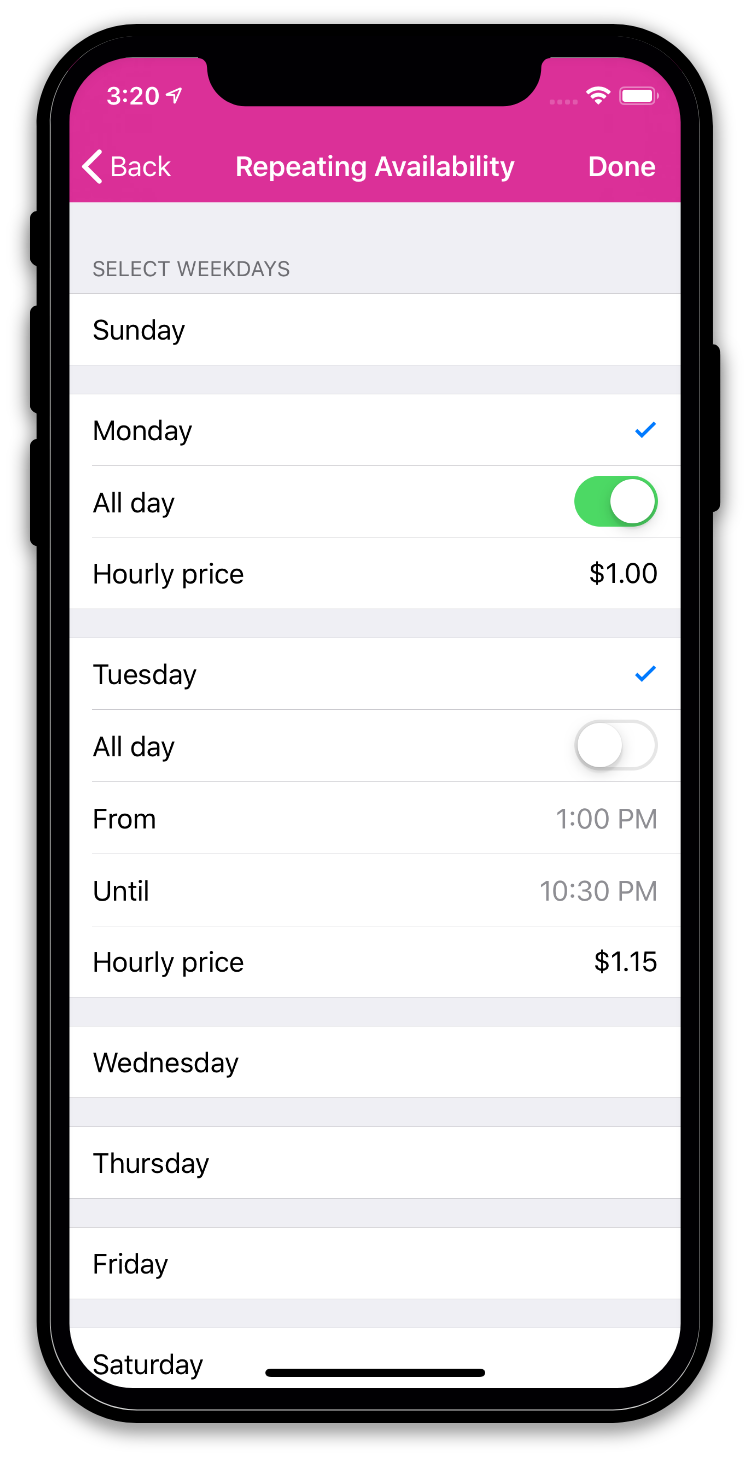 3:20
Back Repeating Availability Done
SELECT WEEKDAYS
Sunday
Monday
All day
Hourly price $1.00
Tuesday
All day
From 1:00 PM
Until 10:30 PM
Hourly price $1.15
Wednesday
Thursday
Friday
Saturday